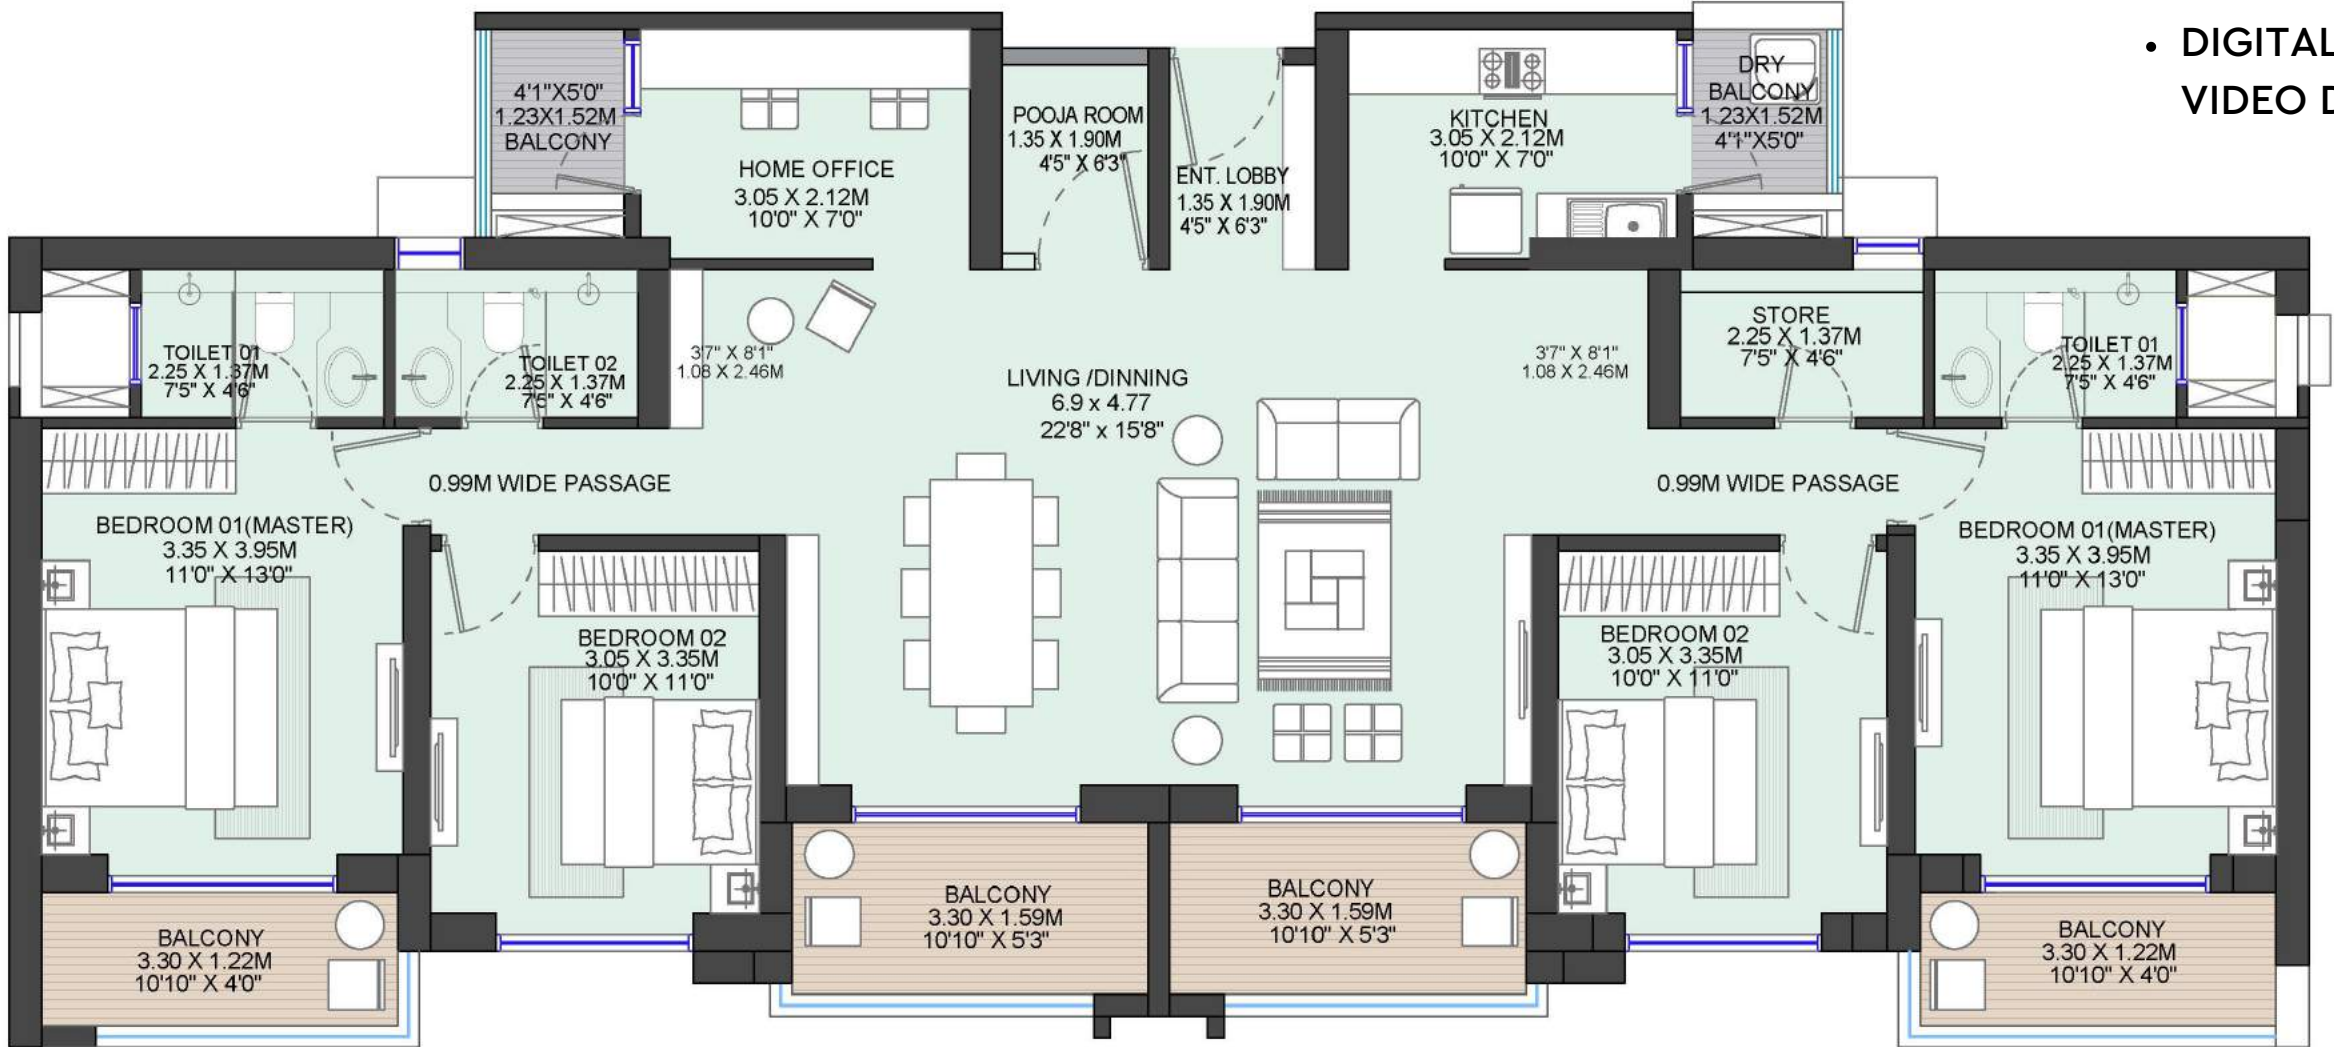 • DIGITAL
VIDEO D
4'1"X5'0"
1.23X1.52M
BALCONY
HOME OFFICE
3.05 X 2.12M
10'0" X 7'0"
POOJA ROOM
1.35 X 1.90M
4'5" X 6'3"
ENT. LOBBY
1.35 X 1.90M
4'5" X 6'3"
KITCHEN
3.05 X 2.12M
10'0" X 7'0"
DRY
BALCONY
1.23X1.52M
4'1"X5'0"
TOILET 01
2.25 X 1.37M
7'5" X 4'6"
TOILET 02
2.25 X 1.37M
7'5" X 4'6"
3'7" X 8'1"
1.08 X 2.46M
LIVING /DINNING
6.9 x 4.77
22'8" x 15'8"
3'7" X 8'1"
1.08 X 2.46M
STORE
2.25 X 1.37M
7'5" X 4'6"
TOILET 01
2.25 X 1.37M
7'5" X 4'6"
0.99M WIDE PASSAGE
0.99M WIDE PASSAGE
BEDROOM 01(MASTER)
3.35 X 3.95M
11'0" X 13'0"
BEDROOM 02
3.05 X 3.35M
10'0" X 11'0"
BEDROOM 02
3.05 X 3.35M
10'0" X 11'0"
BEDROOM 01(MASTER)
3.35 X 3.95M
11'0" X 13'0"
BALCONY
3.30 X 1.22M
10'10" X 4'0"
BALCONY
3.30 X 1.59M
10'10" X 5'3"
BALCONY
3.30 X 1.59M
10'10" X 5'3"
BALCONY
3.30 X 1.22M
10'10" X 4'0"